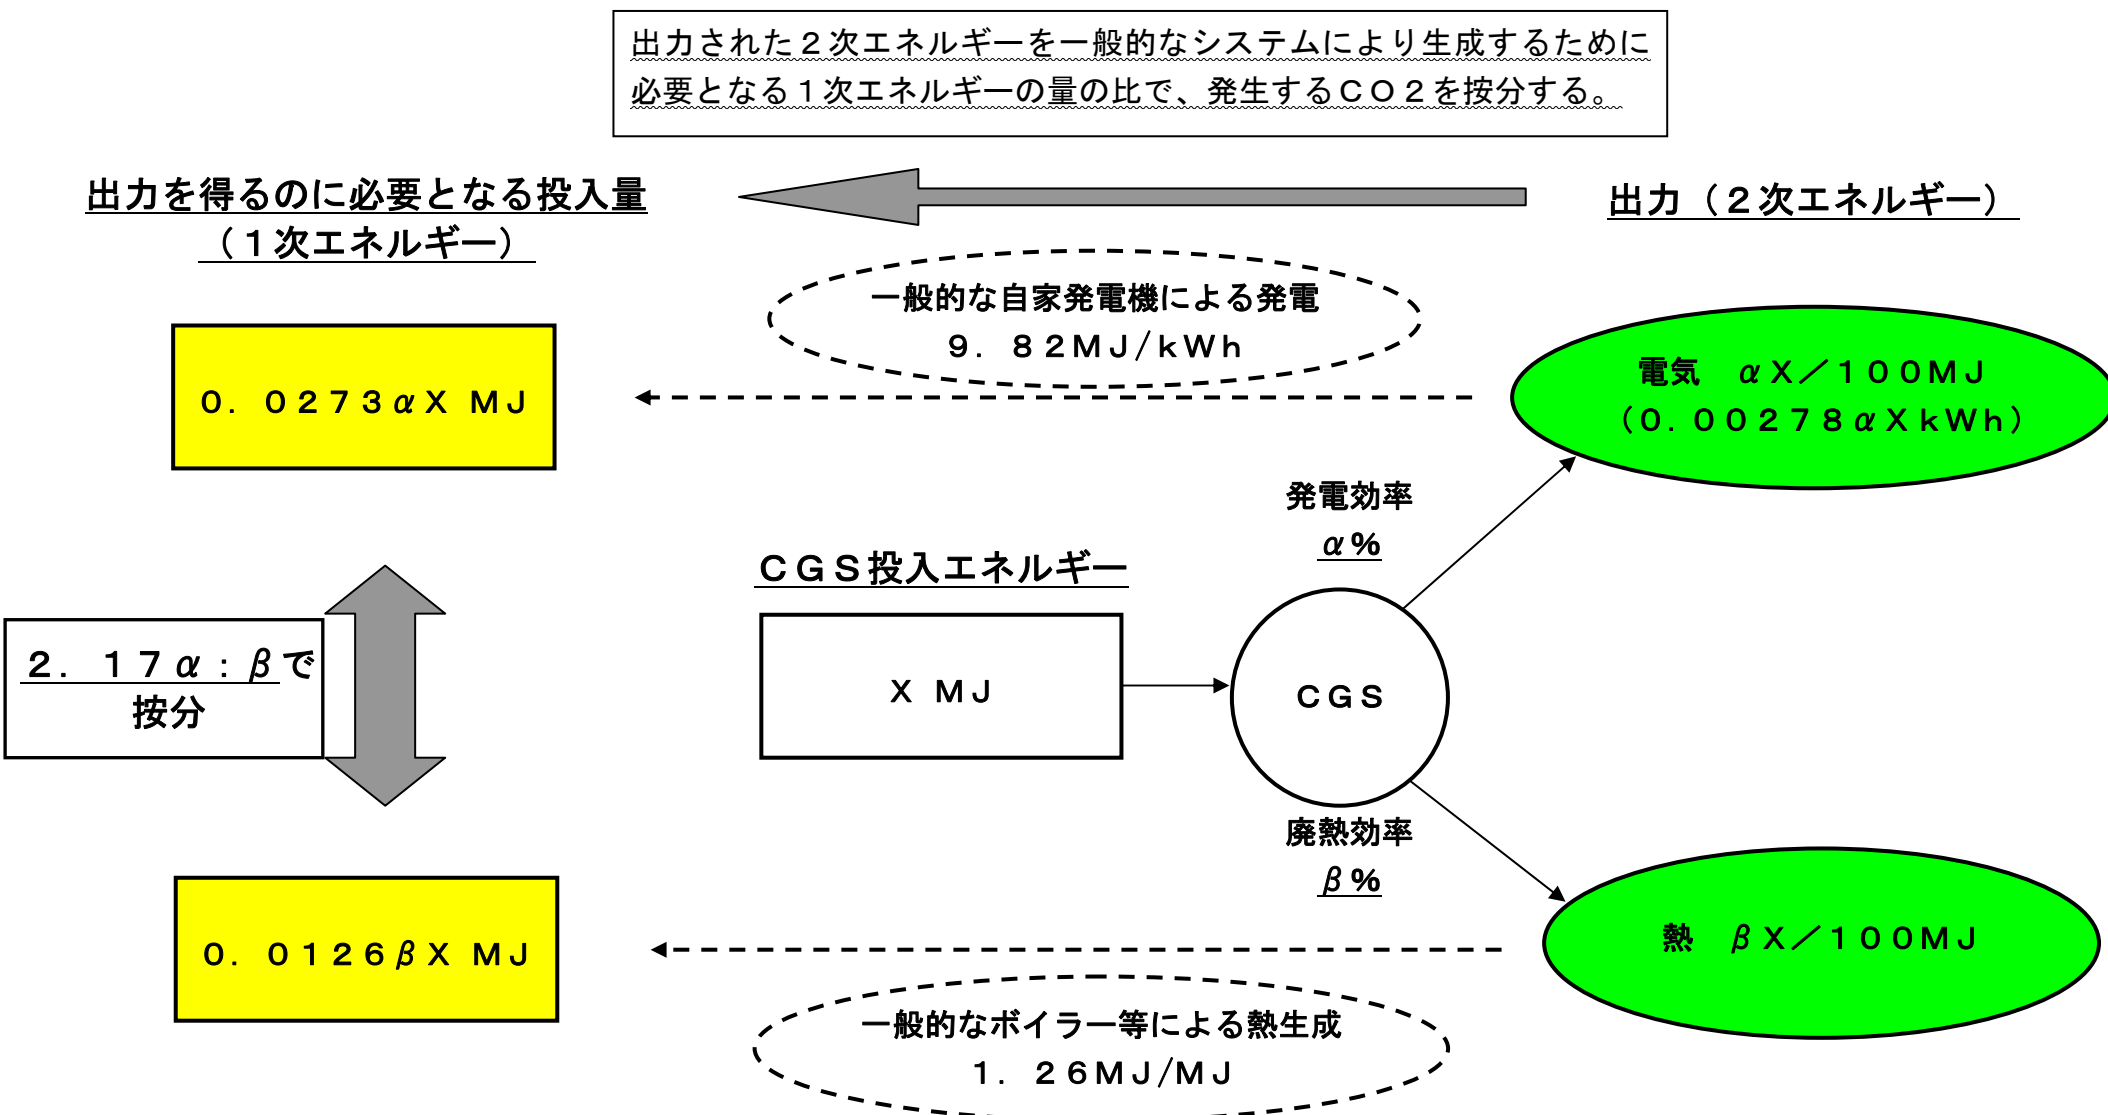 出力された２次エネルギーを一般的なシステムにより生成するために
必要となる１次エネルギーの量の比で、発生するＣＯ２を按分する。
出力を得るのに必要となる投入量
（１次エネルギー）
出力（２次エネルギー）
一般的な自家発電機による発電
９．８２ＭＪ/ｋＷｈ
０．０２７３αＸ ＭＪ
電気　αＸ／１００ＭＪ
（０．００２７８αＸｋＷｈ）
発電効率
α％
ＣＧＳ投入エネルギー
２．１７α：βで
按分
Ｘ ＭＪ
ＣＧＳ
廃熱効率
β％
０．０１２６βＸ ＭＪ
熱　βＸ／１００ＭＪ
一般的なボイラー等による熱生成
１．２６ＭＪ/ＭＪ